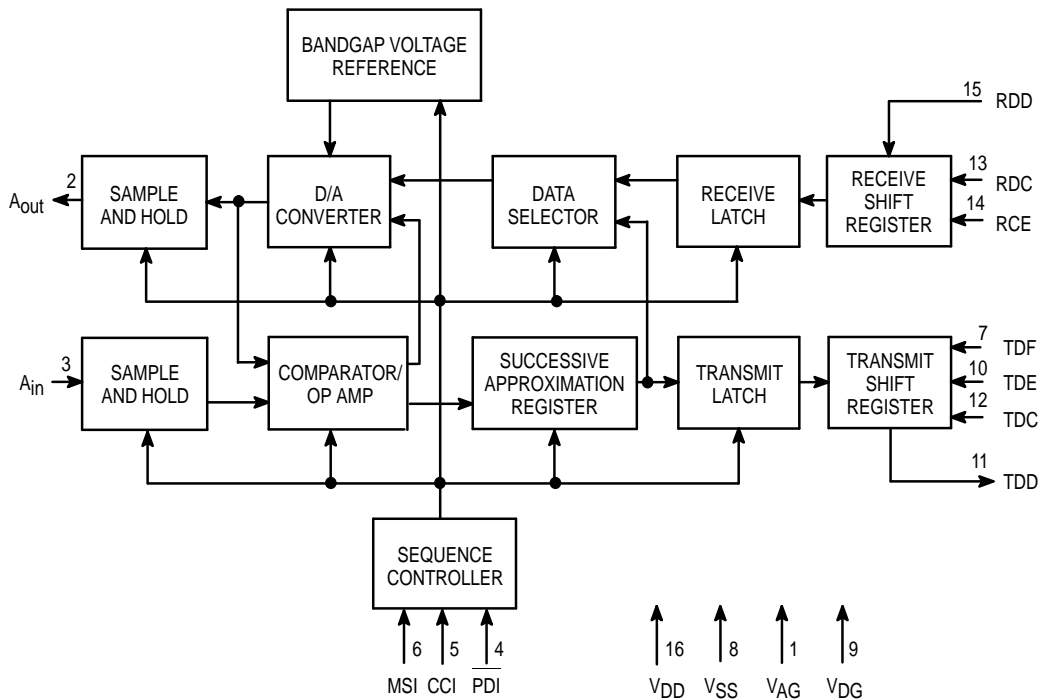 BANDGAP VOLTAGE
REFERENCE
15 RDD
2
Aout
SAMPLE
AND HOLD
D/A
CONVERTER
DATA
SELECTOR
RECEIVE
LATCH
RECEIVE
SHIFT
REGISTER
13 RDC
14 RCE
3
Ain
SAMPLE
AND HOLD
COMPARATOR/
OP AMP
SUCCESSIVE
APPROXIMATION
REGISTER
TRANSMIT
LATCH
TRANSMIT
SHIFT
REGISTER
7 TDF
10 TDE
12 TDC
11 TDD
SEQUENCE
CONTROLLER
6 5 4
MSI CCI PDI
16 8 1 9
VDD VSS VAG VDG